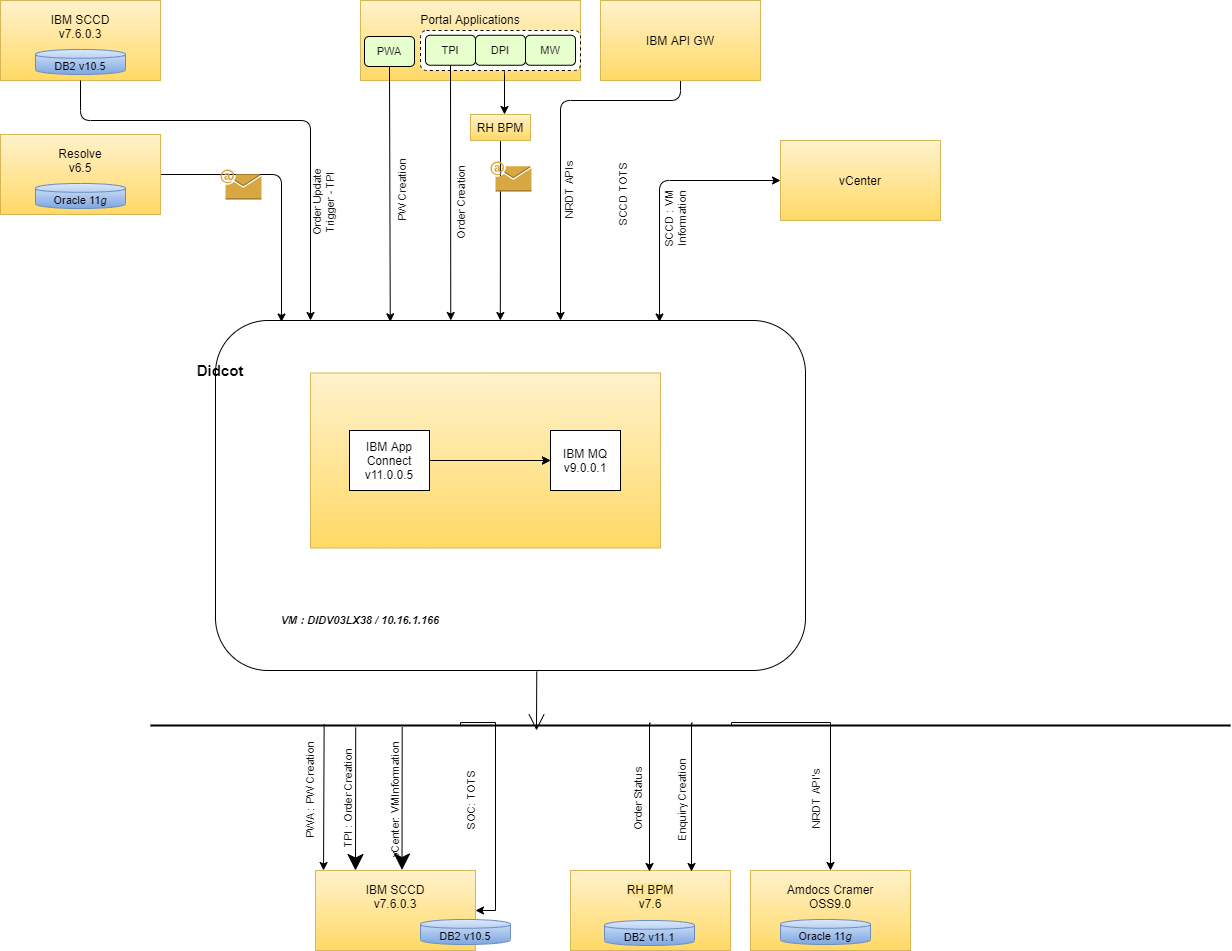 IBM SCCD
v7.6.0.3
DB2 v10.5
Portal Applications
PWA
TPI
DPI
MW
IBM API GW
RH BPM
Resolve
v6.5
Oracle 11g
@
@
Order Update
Trigger - TPI
PW Creation
Order Creation
NRDT APIs
SCCD TOTS
SCCD : VM
Information
vCenter
Didcot
IBM App
Connect
v11.0.0.5
IBM MQ
v9.0.0.1
VM : DIDV03LX38 / 10.16.1.166
PWA : PW Creation
TPI : Order Creation
vCenter: VMInformation
SOC: TOTS
Order Status
Enquiry Creation
NRDT API's
IBM SCCD
v7.6.0.3
DB2 v10.5
RH BPM
v7.6
DB2 v11.1
Amdocs Cramer
OSS9.0
Oracle 11g